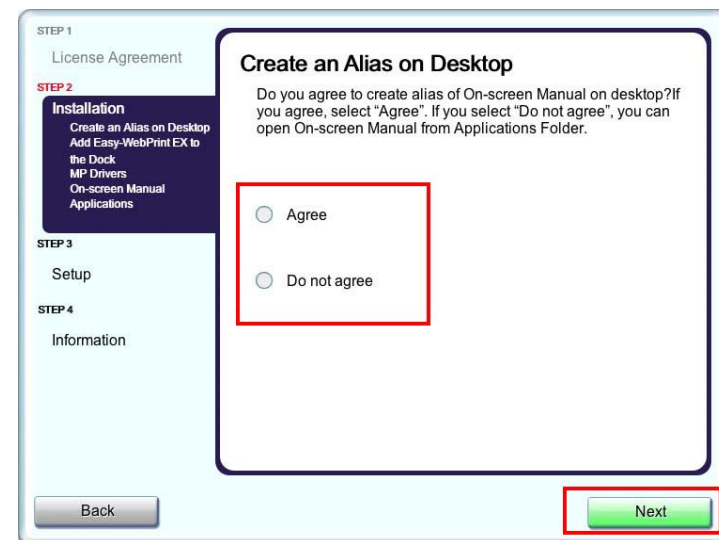 STEP 1
License Agreement
STEP 2
Installation
Create an Alias on Desktop
Add Easy-WebPrint EX to
the Dock
MP Drivers
On-screen Manual
Applications
STEP 3
Setup
STEP 4
Information
Create an Alias on Desktop
Do you agree to create alias of On-screen Manual on desktop?If
you agree, select “Agree”. If you select “Do not agree”, you can
open On-screen Manual from Applications Folder.
Agree
Do not agree
Back
Next